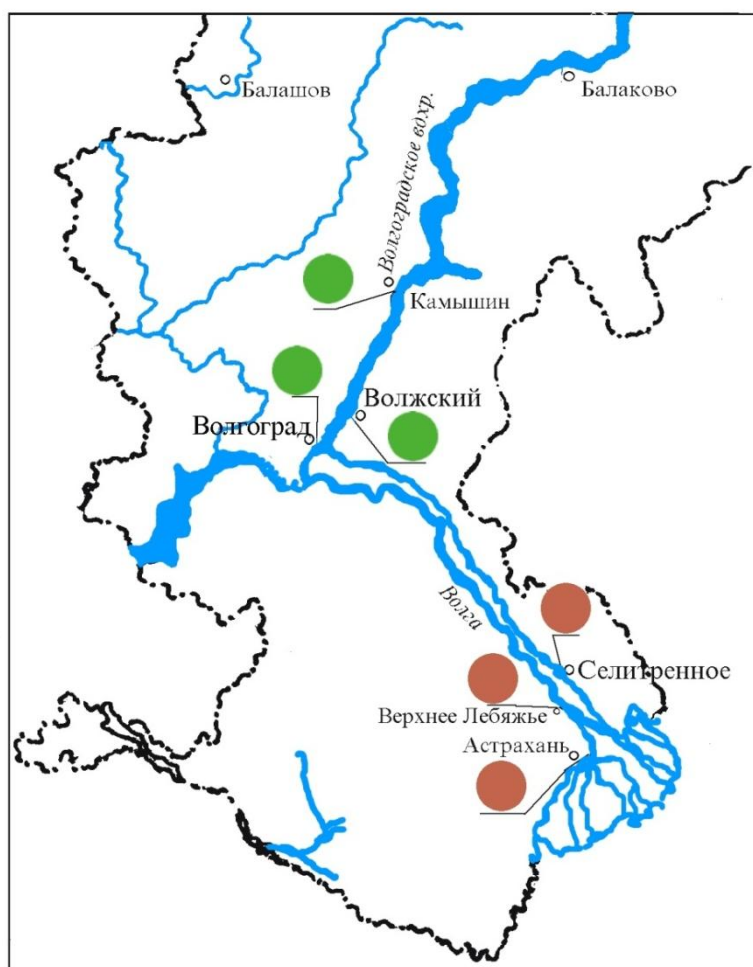 Балашов
Балаково
Волгоградское вдхр.
Камышин
Волжский
Волгоград
Волга
Селитренное
Верхнее Лебяжье
Астрахань